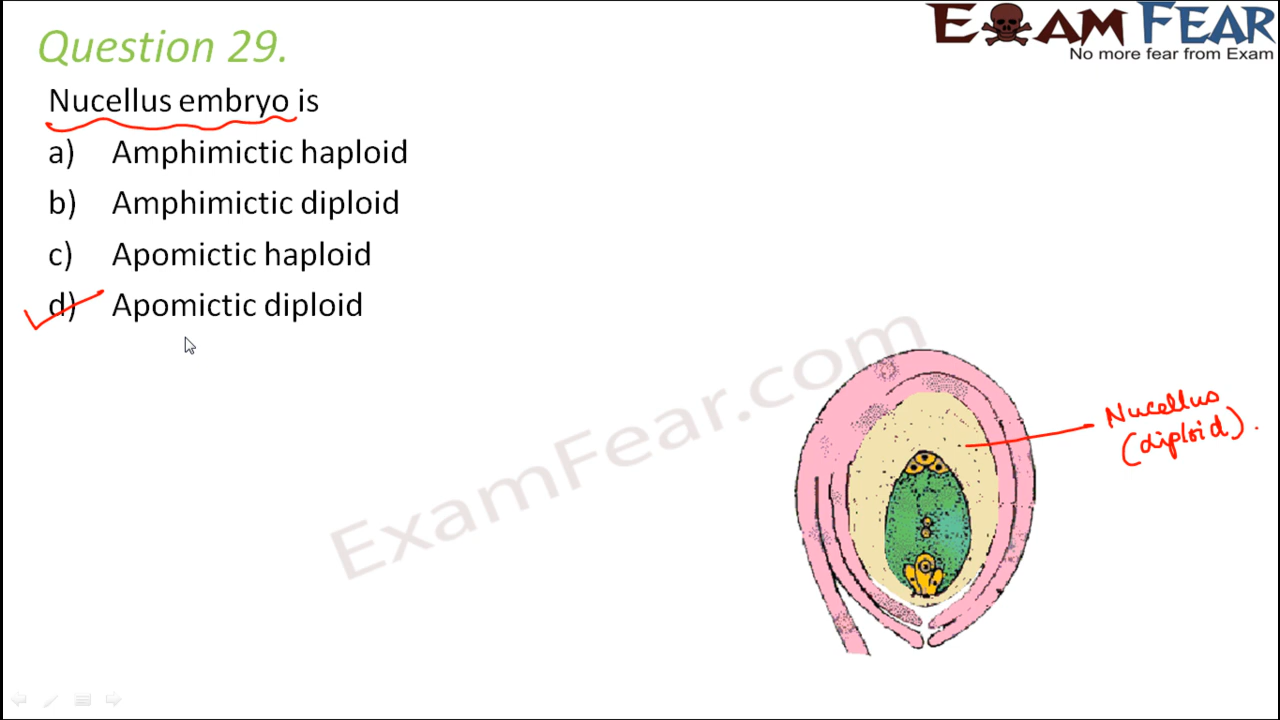 Question 29.
EXAM FEAR
No more fear from Exam
Nucellus embryo is
a) Amphimictic haploid
b) Amphimictic diploid
c) Apomictic haploid
d) Apomictic diploid
ExamFear.com
Nucellus
(diploid).